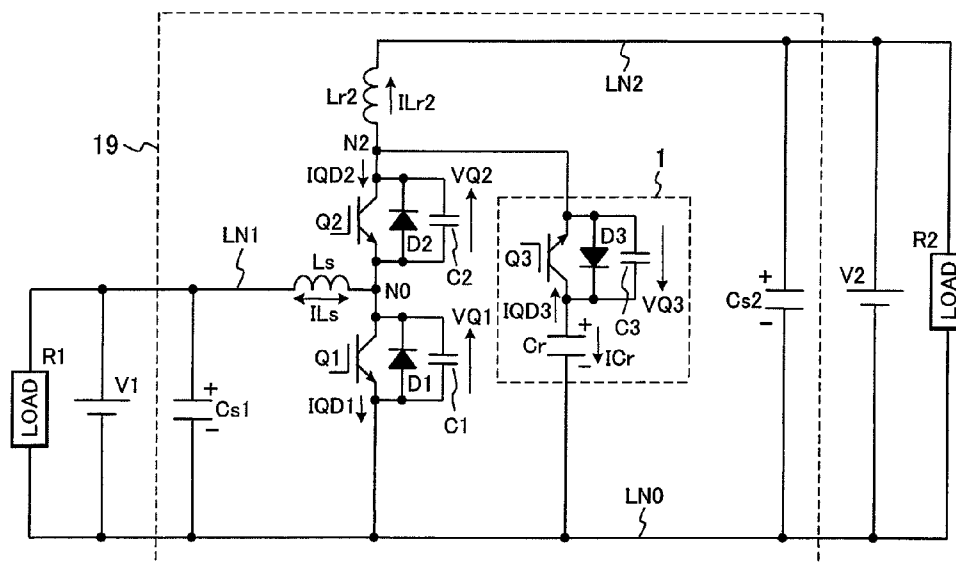 LN2
Lr2
ILr2
19
N2
1
IQD2
VQ2
Q2
D2
C2
LN1
Ls
ILs
N0
Q3
D3
C3
IQD3
VQ3
Cr
ICr
+
−
R2
LOAD
V2
+
Cs2
−
VQ1
Q1
D1
C1
IQD1
R1
LOAD
V1
+
Cs1
−
LN0